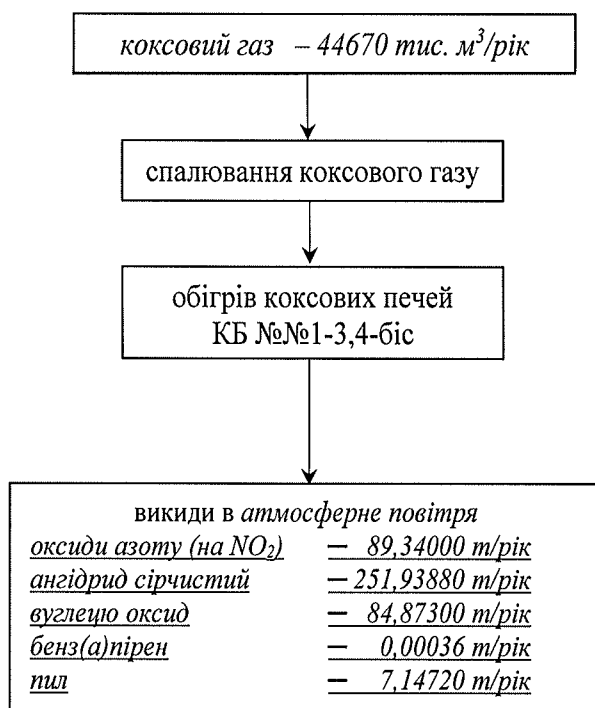 коксовий газ – 44670 тис. м³/рік
спалювання коксового газу
обігрів коксових печей
КБ №№1-3,4-біс
викиди в атмосферне повітря
оксиди азоту (на NO₂) – 89,34000 т/рік
ангідрид сірчистий – 251,93880 т/рік
вуглецю оксид – 84,87300 т/рік
бенз(а)пірен – 0,00036 т/рік
пил – 7,14720 т/рік